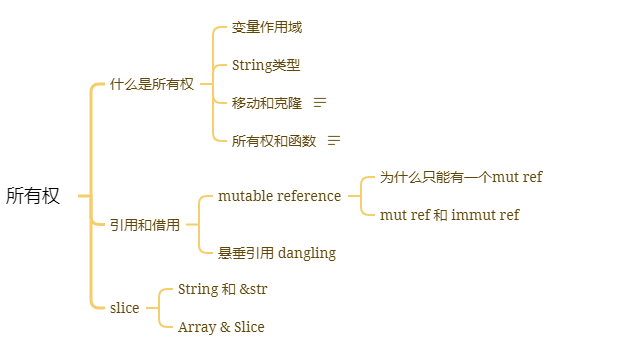 所有权
什么是所有权
变量作用域
String类型
移动和克隆
所有权和函数
引用和借用
mutable reference
为什么只能有一个mut ref
mut ref 和 immut ref
悬垂引用 dangling
slice
String 和 &str
Array & Slice